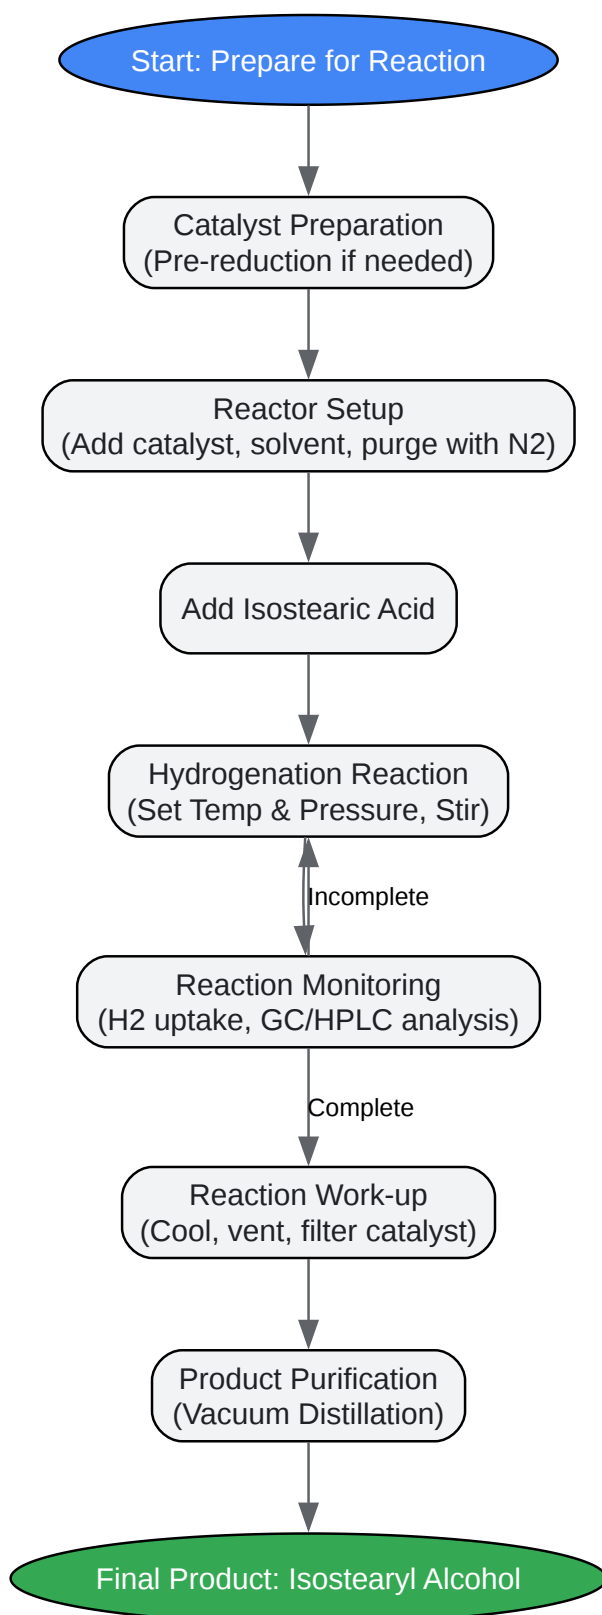 Start: Prepare for Reaction
Catalyst Preparation
(Pre-reduction if needed)
Reactor Setup
(Add catalyst, solvent, purge with N2)
Add Isostearic Acid
Hydrogenation Reaction
(Set Temp & Pressure, Stir)
Incomplete
Reaction Monitoring
(H2 uptake, GC/HPLC analysis)
Complete
Reaction Work-up
(Cool, vent, filter catalyst)
Product Purification
(Vacuum Distillation)
Final Product: Isostearyl Alcohol